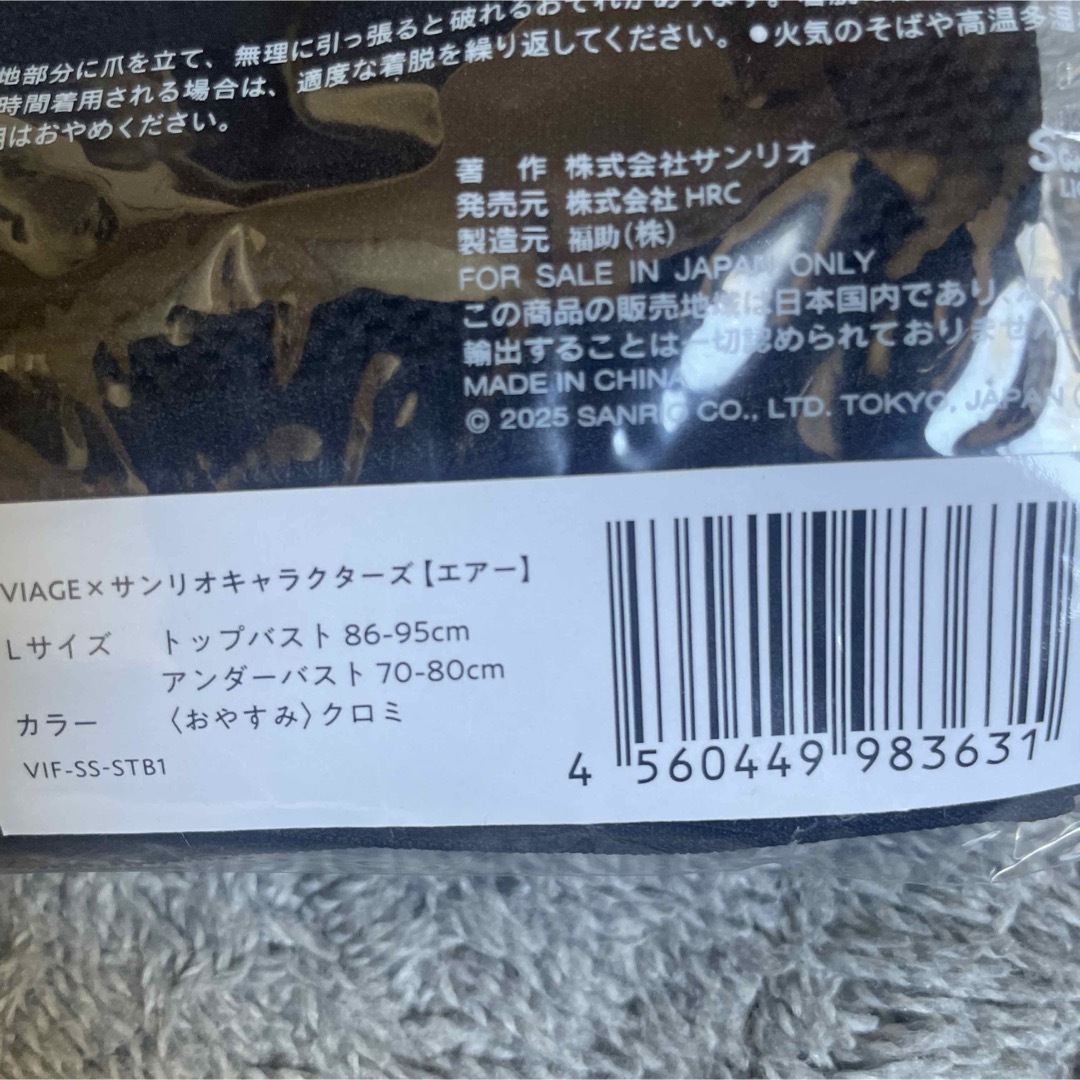 地部分に爪を立て、無理に引っ張ると破れるおそれがあります。
時間着用される場合は、適度な着脱を繰り返してください。●火気のそばや高温多湿
用はおやめください。
著 作 株式会社サンリオ
発売元 株式会社HRC
製造元 福助(株)
FOR SALE IN JAPAN ONLY
この商品の販売地域は日本国内であり、
輸出することは一切認められておりません
MADE IN CHINA
© 2025 SANRIO CO., LTD. TOKYO, JAPAN
VIAGE×サンリオキャラクターズ【エアー】
Lサイズ トップバスト 86-95cm
アンダーバスト 70-80cm
カラー 〈おやすみ〉クロミ
VIF-SS-STB1
4 560449 983631